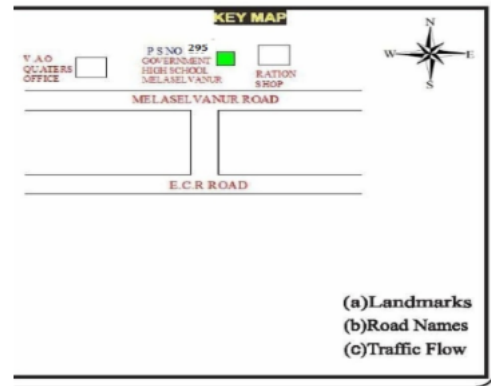 KEY MAP
N
W E
S
V.A.O
QUATERS
OFFICE
P.S NO 295
GOVERNMENT
HIGH SCHOOL
MELASELVANUR
RATION
SHOP
MELASELVANUR ROAD
E.C.R ROAD
(a)Landmarks
(b)Road Names
(c)Traffic Flow